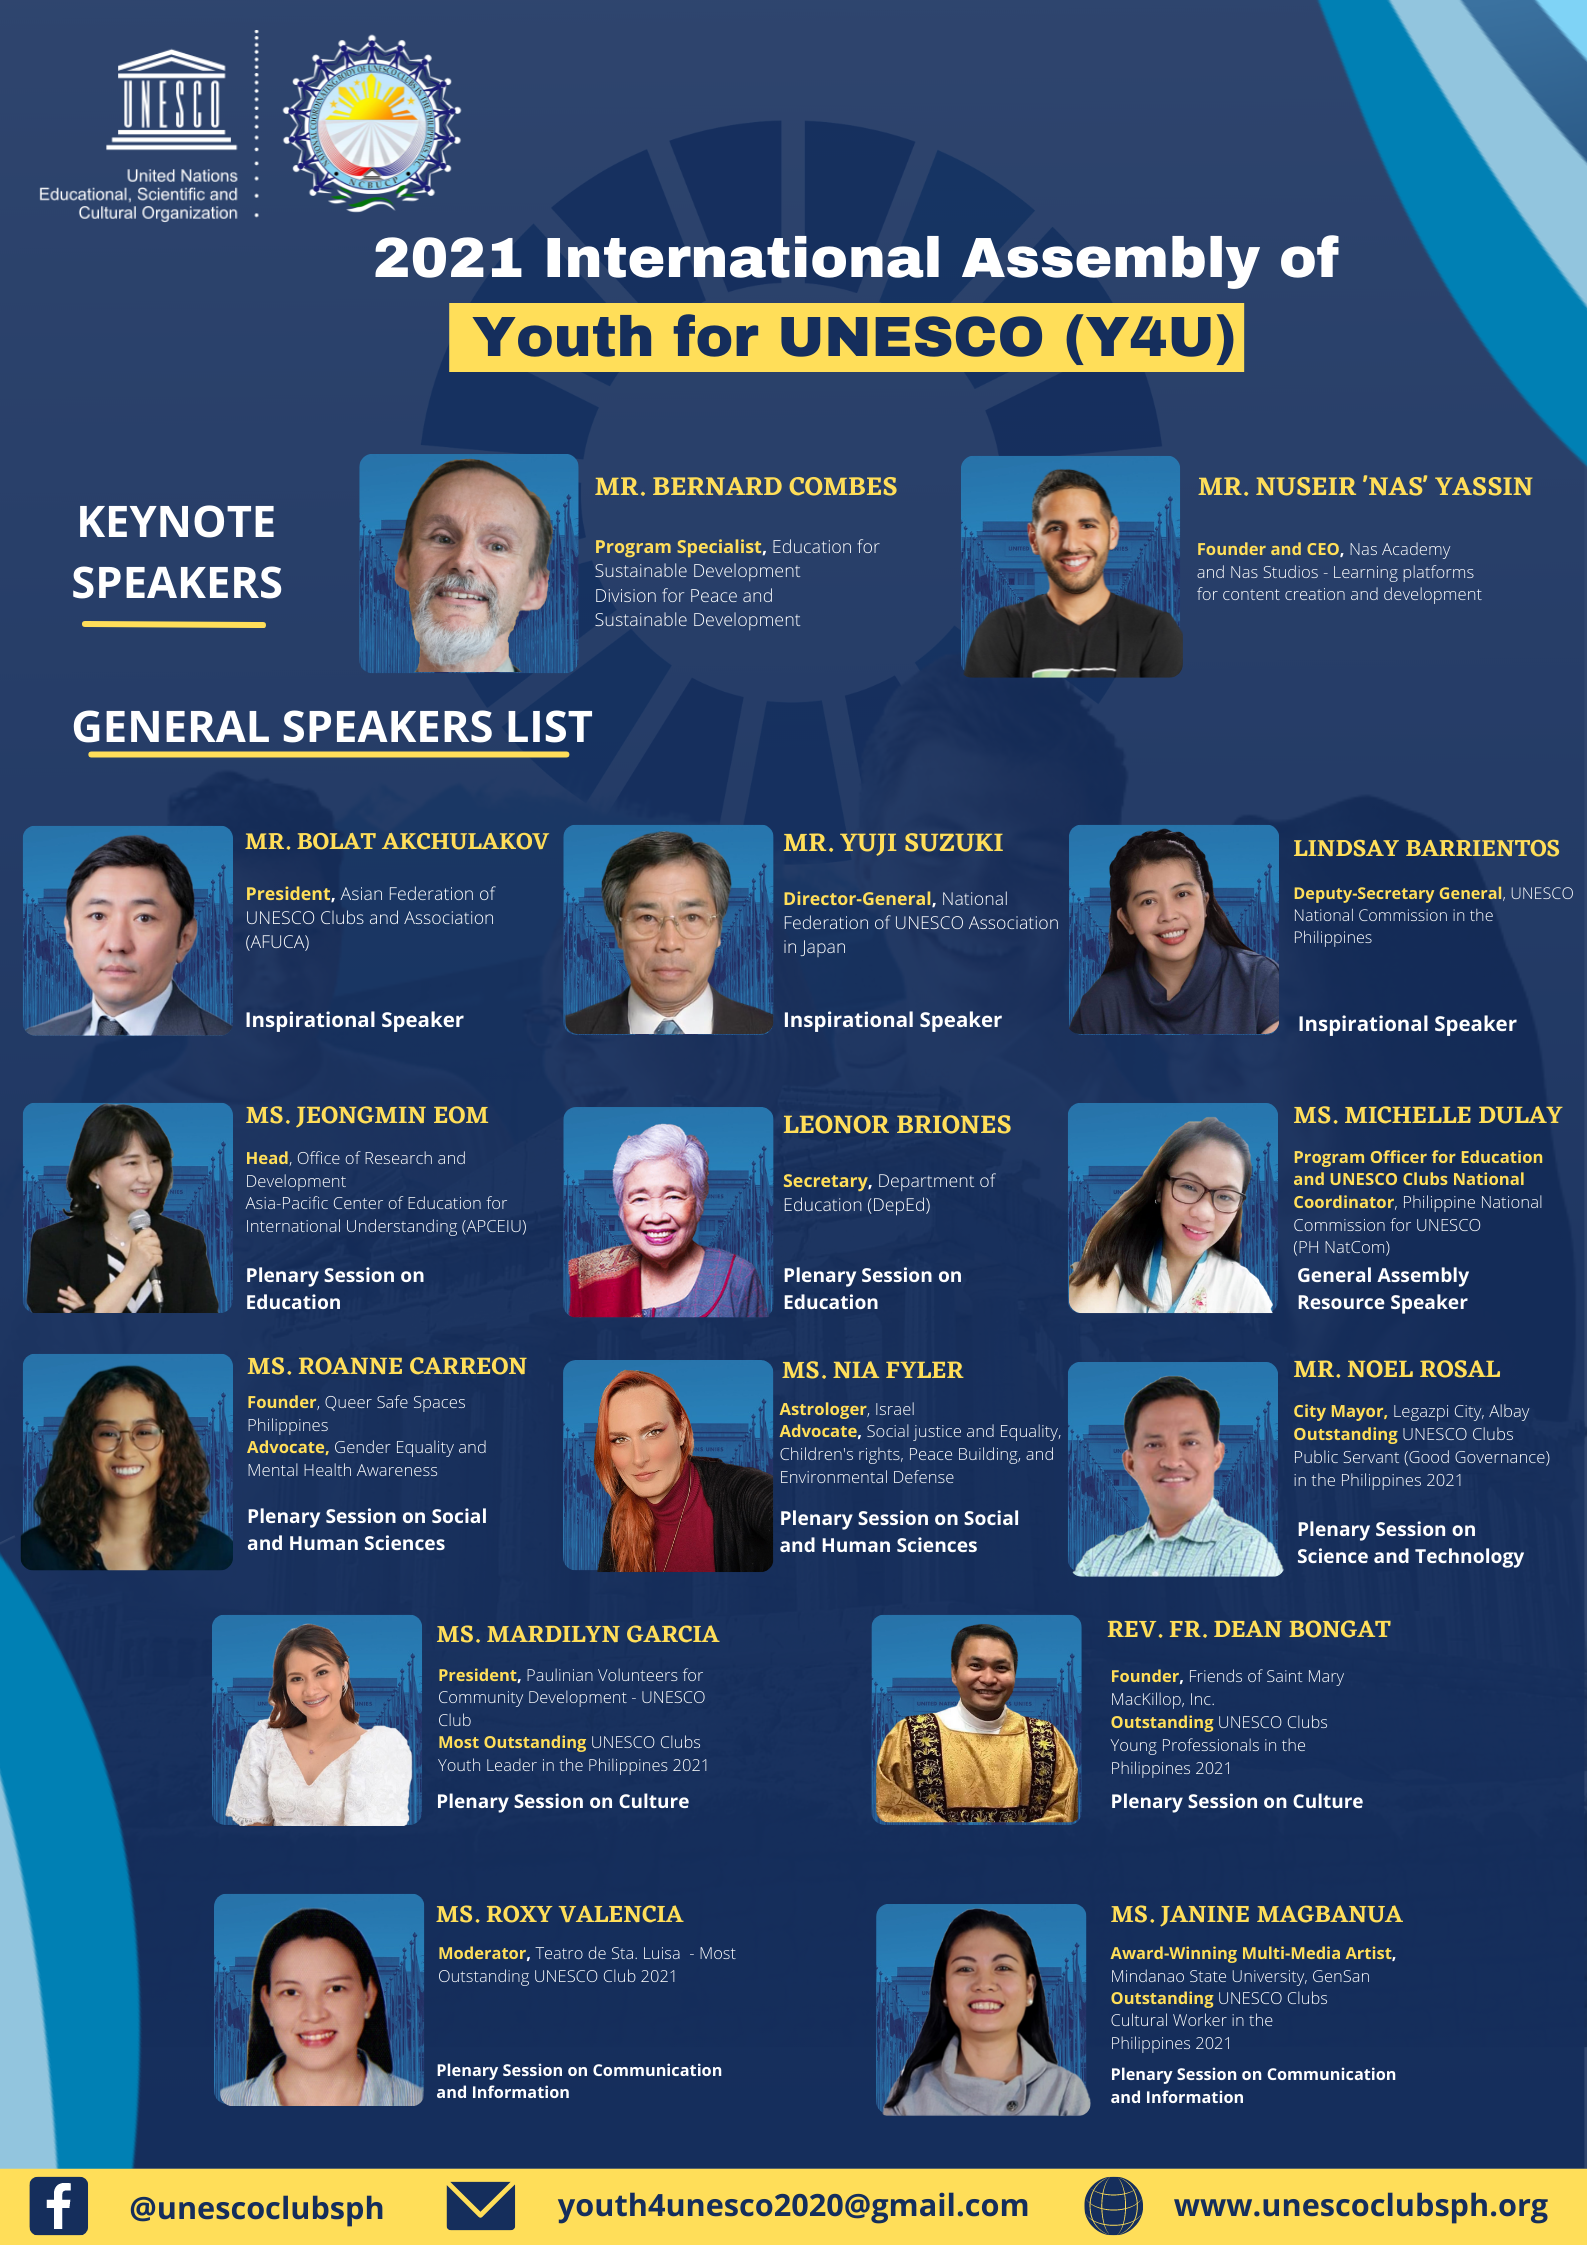 UNESCO
United Nations
Educational, Scientific and
Cultural Organization
NATIONAL COORDINATING BODY OF UNESCO CLUBS IN THE PHILIPPINES, INC.
NCBUCP
2021 International Assembly of
Youth for UNESCO (Y4U)
KEYNOTE
SPEAKERS
MR. BERNARD COMBES
Program Specialist, Education for
Sustainable Development
Division for Peace and
Sustainable Development
MR. NUSEIR 'NAS' YASSIN
Founder and CEO, Nas Academy
and Nas Studios - Learning platforms
for content creation and development
GENERAL SPEAKERS LIST
MR. BOLAT AKCHULAKOV
President, Asian Federation of
UNESCO Clubs and Association
(AFUCA)
Inspirational Speaker
MR. YUJI SUZUKI
Director-General, National
Federation of UNESCO Association
in Japan
Inspirational Speaker
LINDSAY BARRIENTOS
Deputy-Secretary General, UNESCO
National Commission in the
Philippines
Inspirational Speaker
MS. JEONGMIN EOM
Head, Office of Research and
Development
Asia-Pacific Center of Education for
International Understanding (APCEIU)
Plenary Session on
Education
LEONOR BRIONES
Secretary, Department of
Education (DepEd)
Plenary Session on
Education
MS. MICHELLE DULAY
Program Officer for Education
and UNESCO Clubs National
Coordinator, Philippine National
Commission for UNESCO
(PH NatCom)
General Assembly
Resource Speaker
MS. ROANNE CARREON
Founder, Queer Safe Spaces
Philippines
Advocate, Gender Equality and
Mental Health Awareness
Plenary Session on Social
and Human Sciences
MS. NIA FYLER
Astrologer, Israel
Advocate, Social justice and Equality,
Children's rights, Peace Building, and
Environmental Defense
Plenary Session on Social
and Human Sciences
MR. NOEL ROSAL
City Mayor, Legazpi City, Albay
Outstanding UNESCO Clubs
Public Servant (Good Governance)
in the Philippines 2021
Plenary Session on
Science and Technology
MS. MARDILYN GARCIA
President, Paulinian Volunteers for
Community Development - UNESCO
Club
Most Outstanding UNESCO Clubs
Youth Leader in the Philippines 2021
Plenary Session on Culture
REV. FR. DEAN BONGAT
Founder, Friends of Saint Mary
MacKillop, Inc.
Outstanding UNESCO Clubs
Young Professionals in the
Philippines 2021
Plenary Session on Culture
MS. ROXY VALENCIA
Moderator, Teatro de Sta. Luisa - Most
Outstanding UNESCO Club 2021
Plenary Session on Communication
and Information
MS. JANINE MAGBANUA
Award-Winning Multi-Media Artist,
Mindanao State University, GenSan
Outstanding UNESCO Clubs
Cultural Worker in the
Philippines 2021
Plenary Session on Communication
and Information
@unescoclubsph
youth4unesco2020@gmail.com
www.unescoclubsph.org